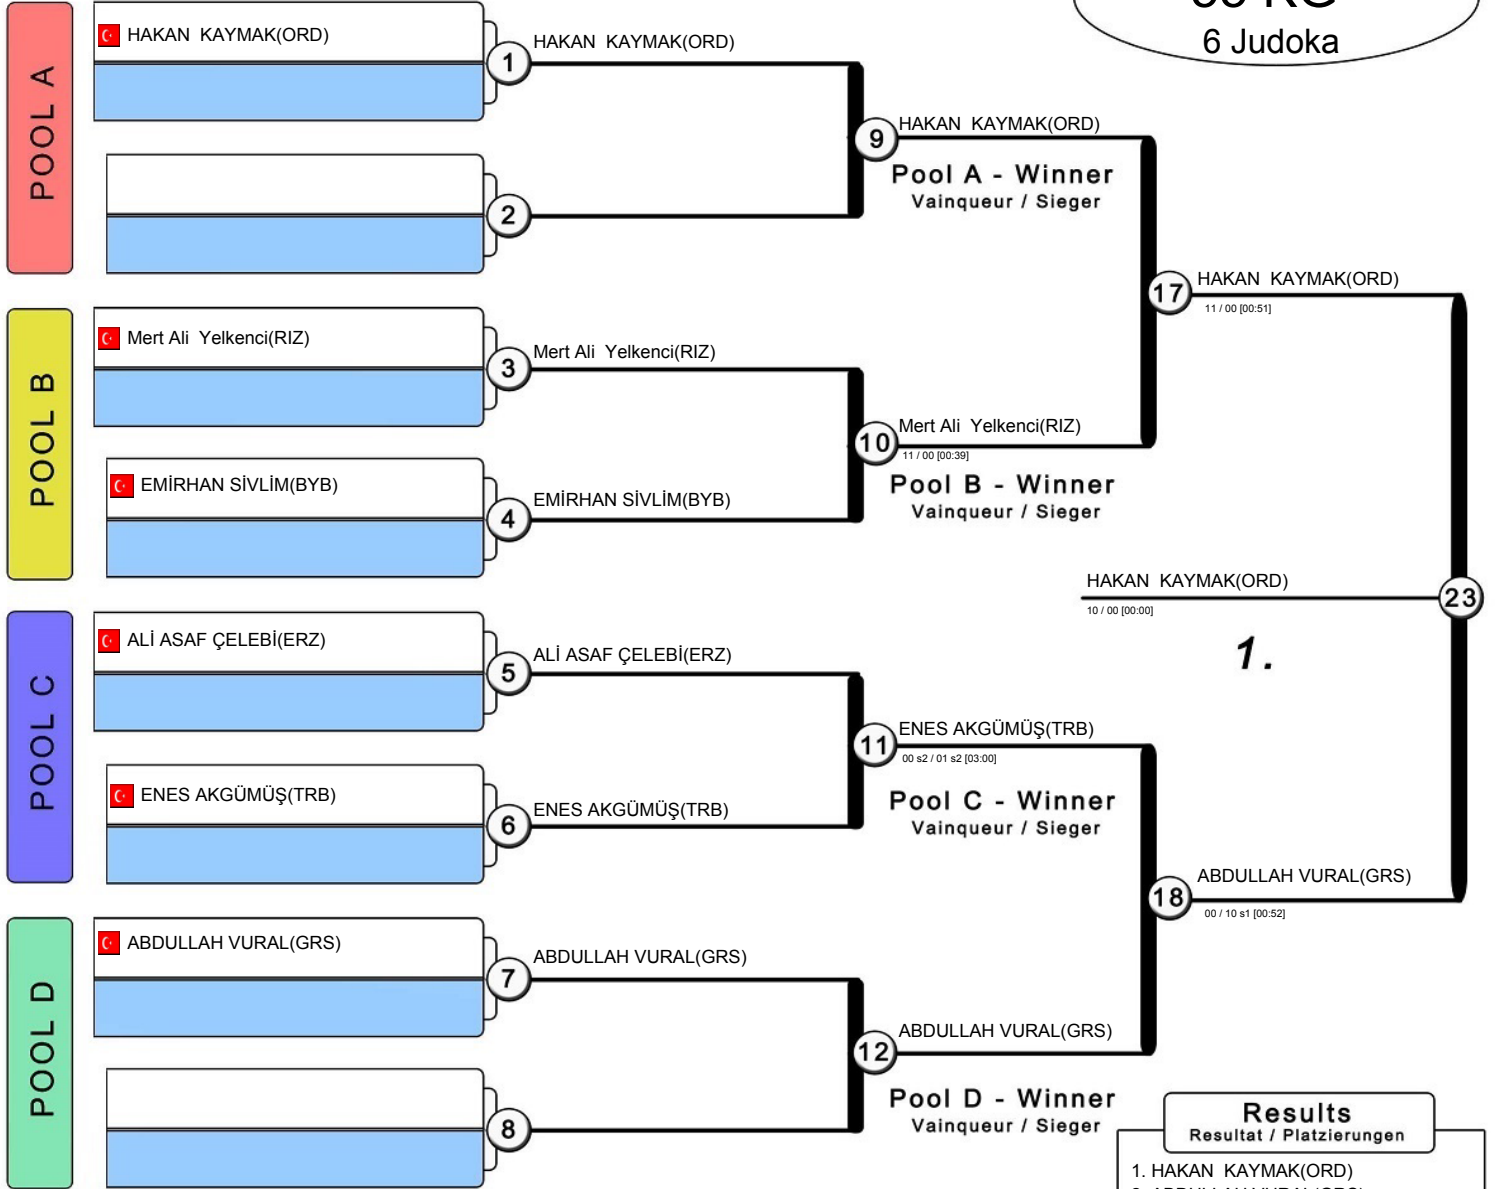 6 Judoka
POOL A
HAKAN KAYMAK(ORD)
1
HAKAN KAYMAK(ORD)
2
9
HAKAN KAYMAK(ORD)
Pool A - Winner
Vainqueur / Sieger
POOL B
Mert Ali Yelkenci(RIZ)
3
Mert Ali Yelkenci(RIZ)
EMİRHAN SİVLİM(BYB)
4
EMİRHAN SİVLİM(BYB)
10
Mert Ali Yelkenci(RIZ)
11 / 00 [00:39]
Pool B - Winner
Vainqueur / Sieger
17
HAKAN KAYMAK(ORD)
11 / 00 [00:51]
HAKAN KAYMAK(ORD)
10 / 00 [00:00]
23
1.
POOL C
ALİ ASAF ÇELEBİ(ERZ)
5
ALİ ASAF ÇELEBİ(ERZ)
ENES AKGÜMÜŞ(TRB)
6
ENES AKGÜMÜŞ(TRB)
11
ENES AKGÜMÜŞ(TRB)
00 s2 / 01 s2 [03:00]
Pool C - Winner
Vainqueur / Sieger
18
ABDULLAH VURAL(GRS)
00 / 10 s1 [00:52]
POOL D
ABDULLAH VURAL(GRS)
7
ABDULLAH VURAL(GRS)
8
12
ABDULLAH VURAL(GRS)
Pool D - Winner
Vainqueur / Sieger
Results
Resultat / Platzierungen
1. HAKAN KAYMAK(ORD)